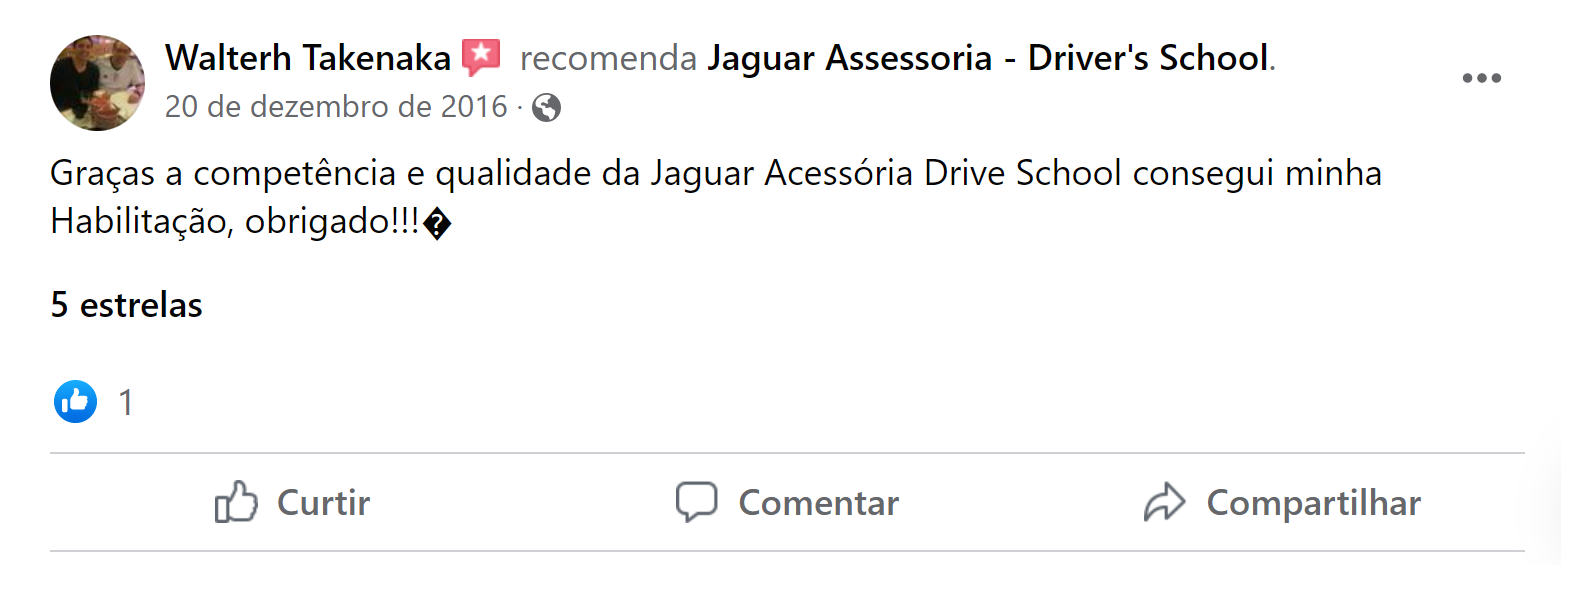 Walterh Takenaka recomenda Jaguar Assessoria - Driver's School.
20 de dezembro de 2016 ·
Graças a competência e qualidade da Jaguar Acessória Drive School consegui minha
Habilitação, obrigado!!!�
5 estrelas
1
Curtir Comentar Compartilhar